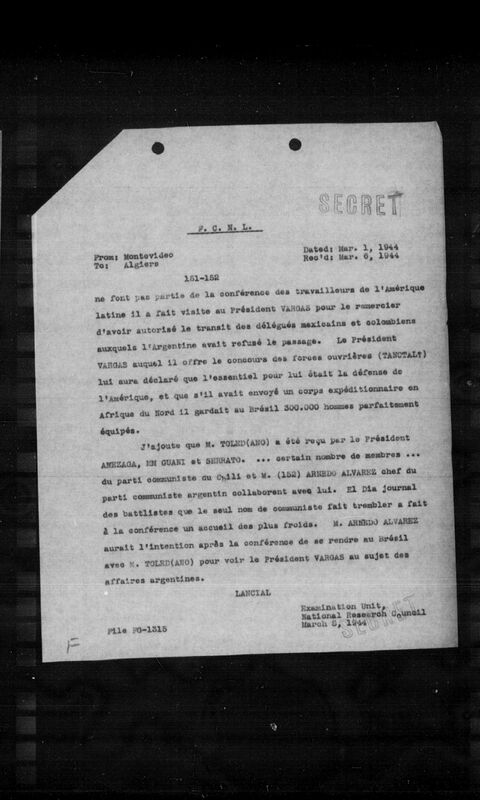 SECRET
F. C. N. L.
From: Montevideo
To: Algiers
Dated: Mar. 1, 1944
Rec'd: Mar. 6, 1944
151-152
ne font pas partie de la conférence des travailleurs de l'Amérique
latine il a fait visite au Président VARGAS pour le remercier
d'avoir autorisé le transit des délégués mexicains et colombiens
auxquels l'Argentine avait refusé le passage. Le Président
VARGAS auquel il offre le concours des forces ouvrières (TANCTAL?)
lui aura déclaré que l'essentiel pour lui était la défense de
l'Amérique, et que s'il avait envoyé un corps expéditionnaire en
Afrique du Nord il gardait au Brésil 300.000 hommes parfaitement
équipés.
J'ajoute que M. TOLED(ANO) a été reçu par le Président
AMEZAGA, MM GUANI et SERRATO. ... certain nombre de membres ...
du parti communiste du Chili et M. (152) ARNEDO ALVAREZ chef du
parti communiste argentin collaborent avec lui. El Dia journal
des battlistes que le seul nom de communiste fait trembler a fait
à la conférence un accueil des plus froids. M. ARNEDO ALVAREZ
aurait l'intention après la conférence de se rendre au Brésil
avec M. TOLED(ANO) pour voir le Président VARGAS au sujet des
affaires argentines.
LANCIAL
Examination Unit,
National Research Council
March 8, 1944
SECRET
File FG-1315
F